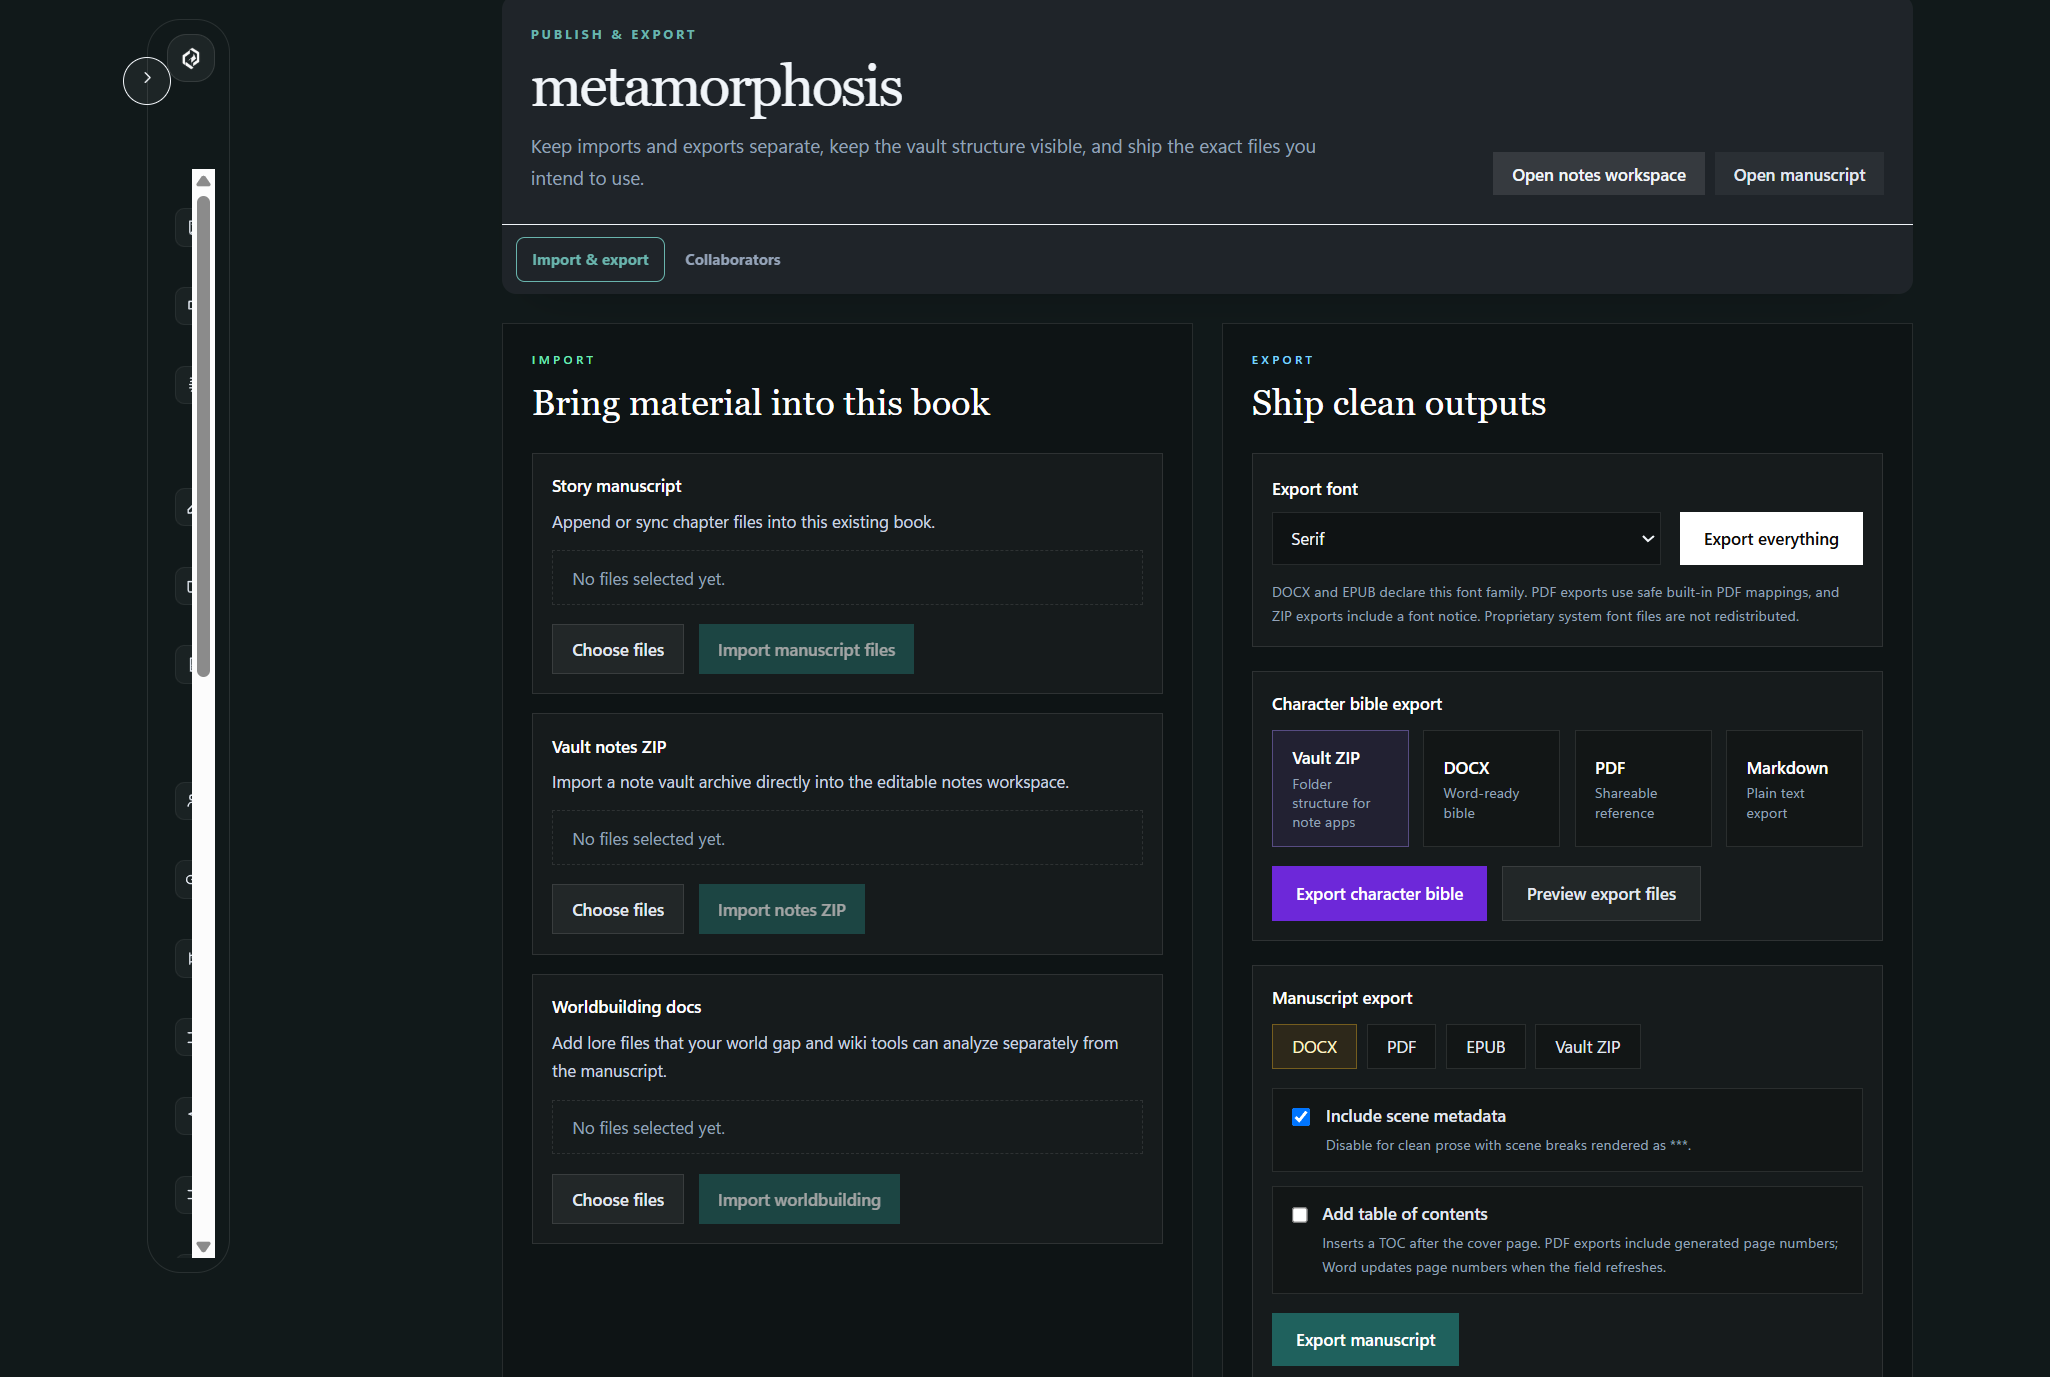 PUBLISH & EXPORT
metamorphosis
Keep imports and exports separate, keep the vault structure visible, and ship the exact files you
intend to use.
Open notes workspace
Open manuscript
Import & export
Collaborators
IMPORT
Bring material into this book
Story manuscript
Append or sync chapter files into this existing book.
No files selected yet.
Choose files
Import manuscript files
Vault notes ZIP
Import a note vault archive directly into the editable notes workspace.
No files selected yet.
Choose files
Import notes ZIP
Worldbuilding docs
Add lore files that your world gap and wiki tools can analyze separately from
the manuscript.
No files selected yet.
Choose files
Import worldbuilding
EXPORT
Ship clean outputs
Export font
Serif
Export everything
DOCX and EPUB declare this font family. PDF exports use safe built-in PDF mappings, and
ZIP exports include a font notice. Proprietary system font files are not redistributed.
Character bible export
Vault ZIP
Folder
structure for
note apps
DOCX
Word-ready
bible
PDF
Shareable
reference
Markdown
Plain text
export
Export character bible
Preview export files
Manuscript export
DOCX
PDF
EPUB
Vault ZIP
Include scene metadata
Disable for clean prose with scene breaks rendered as ***.
Add table of contents
Inserts a TOC after the cover page. PDF exports include generated page numbers;
Word updates page numbers when the field refreshes.
Export manuscript